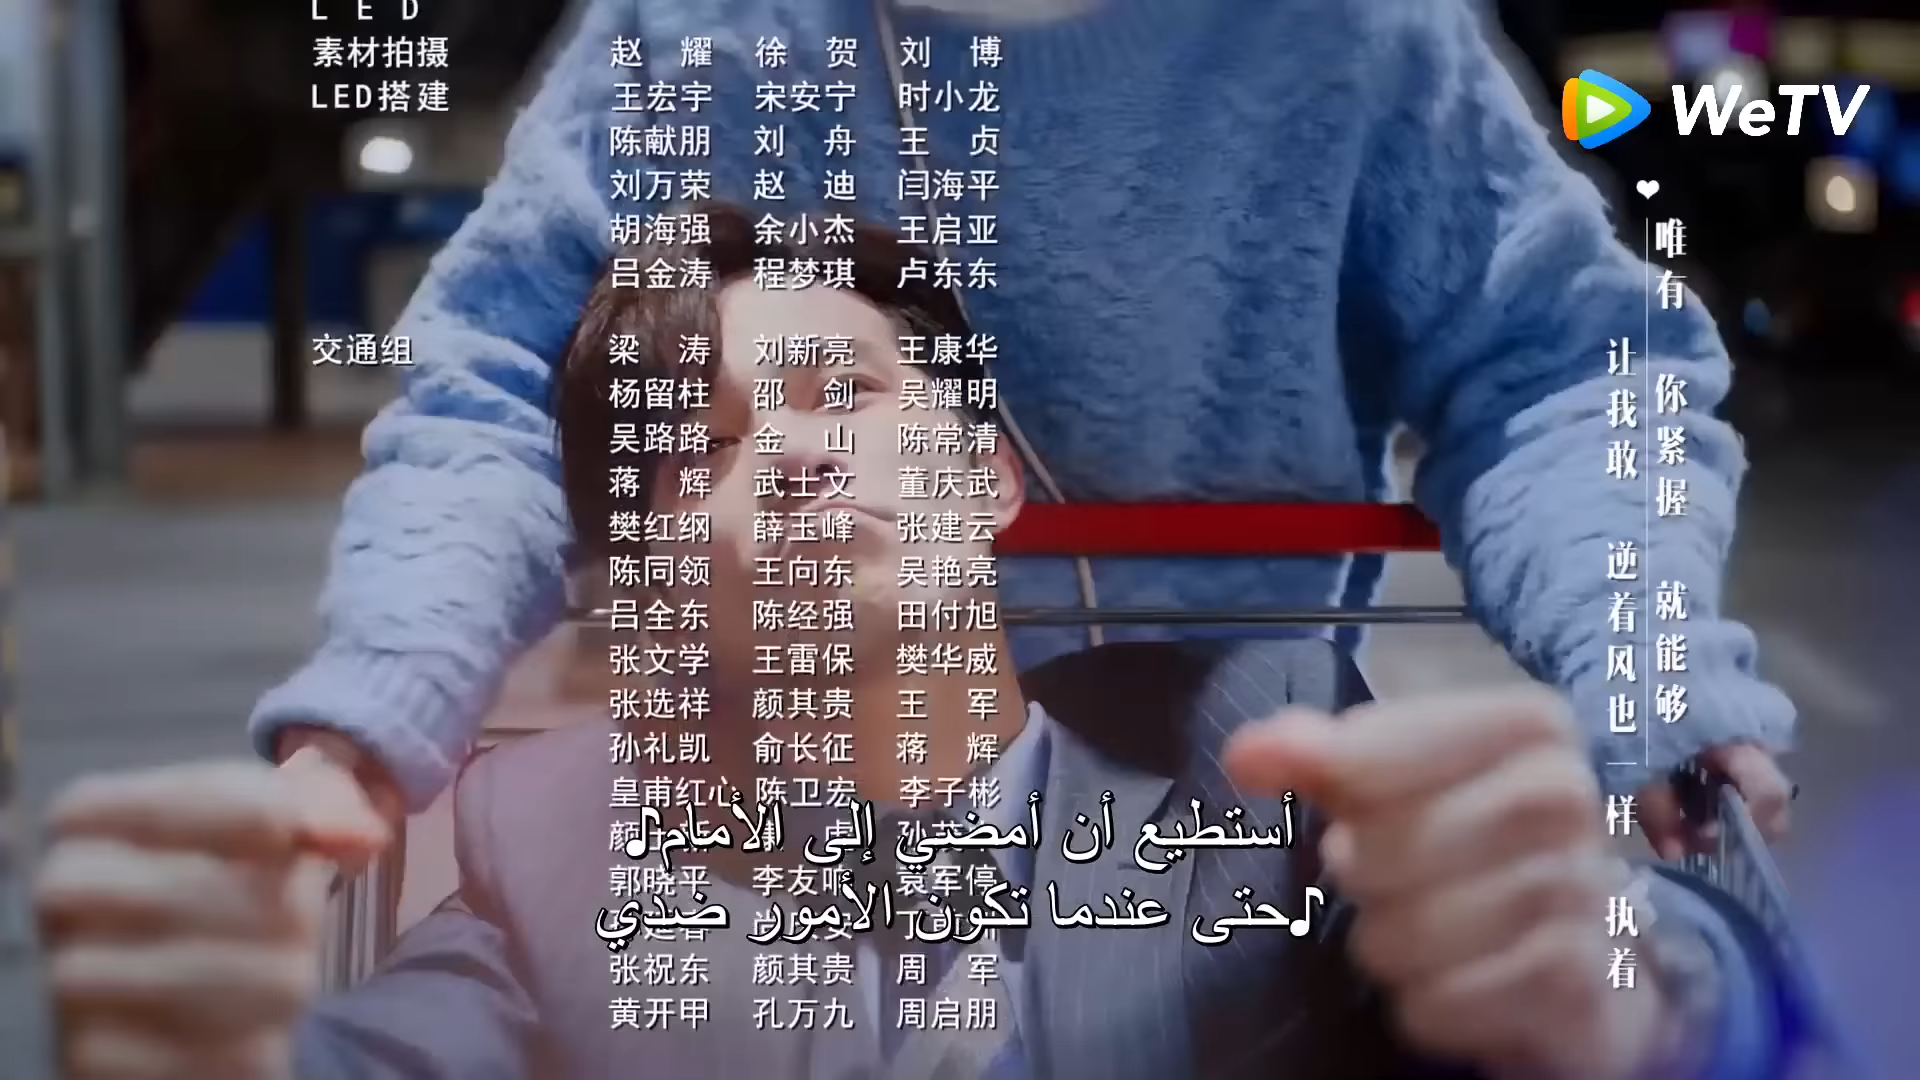 LED
素材拍摄 赵耀 徐贺 刘博
LED搭建 王宏宇 宋安宁 时小龙
陈献朋 刘舟 王贞
刘万荣 赵迪 闫海平
胡海强 余小杰 王启亚
吕金涛 程梦琪 卢东东
交通组 梁涛 刘新亮 王康华
杨留柱 邵剑 吴耀明
吴路路 金山 陈常清
蒋辉 武士文 董庆武
樊红纲 薛玉峰 张建云
陈同领 王向东 吴艳亮
吕全东 陈经强 田付旭
张文学 王雷保 樊华威
张选祥 颜其贵 王军
孙礼凯 俞长征 蒋辉
皇甫红心 陈卫宏 李子彬
郭晓平 李友响 袁军停
张祝东 颜其贵 周军
黄开甲 孔万九 周启朋
♪أستطيع أن أمضي إلى الأمام
حتى عندما تكون الأمور ضدي♪
WeTV
唯有 你紧握 就能够
让我敢 逆着风也一样 执着